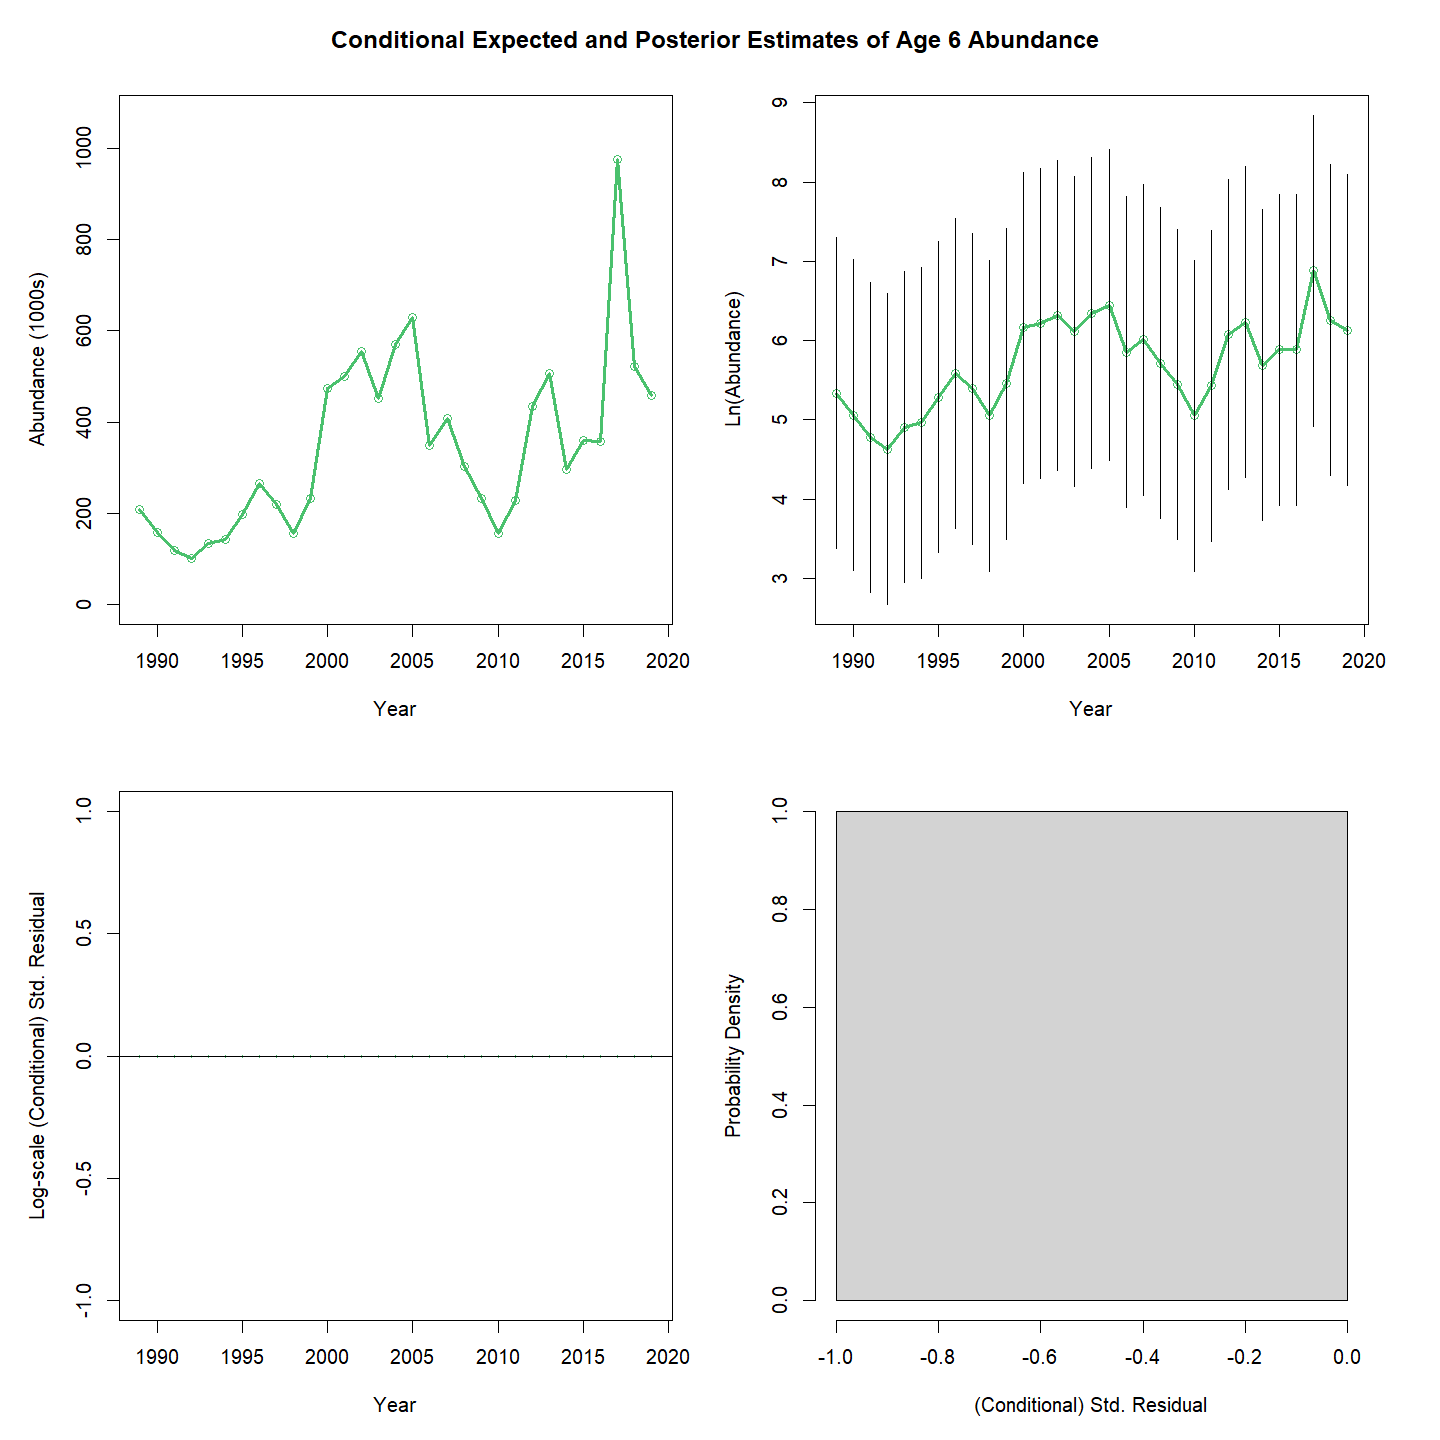 Conditional Expected and Posterior Estimates of Age 6 Abundance
Abundance (1000s)
0 200 400 600 800 1000
1990 1995 2000 2005 2010 2015 2020
Year
Ln(Abundance)
3 4 5 6 7 8 9
1990 1995 2000 2005 2010 2015 2020
Year
Log-scale (Conditional) Std. Residual
-1.0 -0.5 0.0 0.5 1.0
1990 1995 2000 2005 2010 2015 2020
Year
Probability Density
0.0 0.2 0.4 0.6 0.8 1.0
-1.0 -0.8 -0.6 -0.4 -0.2 0.0
(Conditional) Std. Residual